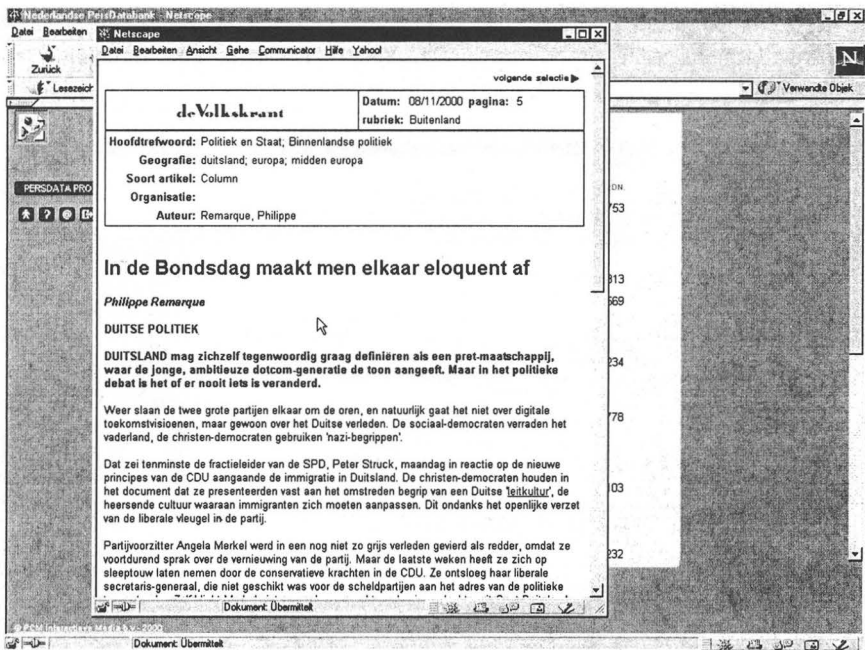 Nederlandse PersDatabank - Netscape
Datei Bearbeiten
Zurück
Lesezeich
Verwandte Objek
N
PERSDATA PRO
DN.
753
313
569
234
778
103
232
Netscape
Datei Bearbeiten Ansicht Gehe Communicator Hilfe Yahoo!
volgende selectie
de Volkskrant
Datum: 08/11/2000 pagina: 5
rubriek: Buitenland
Hoofdtrefwoord: Politiek en Staat; Binnenlandse politiek
Geografie: duitsland; europa; midden europa
Soort artikel: Column
Organisatie:
Auteur: Remarque, Philippe
In de Bondsdag maakt men elkaar eloquent af
Philippe Remarque
DUITSE POLITIEK
DUITSLAND mag zichzelf tegenwoordig graag definiëren als een pret-maatschappij,
waar de jonge, ambitieuze dotcom-generatie de toon aangeeft. Maar in het politieke
debat is het of er nooit iets is veranderd.
Weer slaan de twee grote partijen elkaar om de oren, en natuurlijk gaat het niet over digitale
toekomstvisioenen, maar gewoon over het Duitse verleden. De sociaal-democraten verraden het
vaderland, de christen-democraten gebruiken 'nazi-begrippen'.
Dat zei tenminste de fractieleider van de SPD, Peter Struck, maandag in reactie op de nieuwe
principes van de CDU aangaande de immigratie in Duitsland. De christen-democraten houden in
het document dat ze presenteerden vast aan het omstreden begrip van een Duitse 'leitkultur', de
heersende cultuur waaraan immigranten zich moeten aanpassen. Dit ondanks het openlijke verzet
van de liberale vleugel in de partij.
Partijvoorzitter Angela Merkel werd in een nog niet zo grijs verleden gevierd als redder, omdat ze
voortdurend sprak over de vernieuwing van de partij. Maar de laatste weken heeft ze zich op
sleeptouw laten nemen door de conservatieve krachten in de CDU. Ze ontsloeg haar liberale
secretaris-generaal, die niet geschikt was voor de scheldpartijen aan het adres van de politieke
Dokument: Übermittelt
© PCM Interactieve Media b.v. - 2000
Dokument: Übermittelt